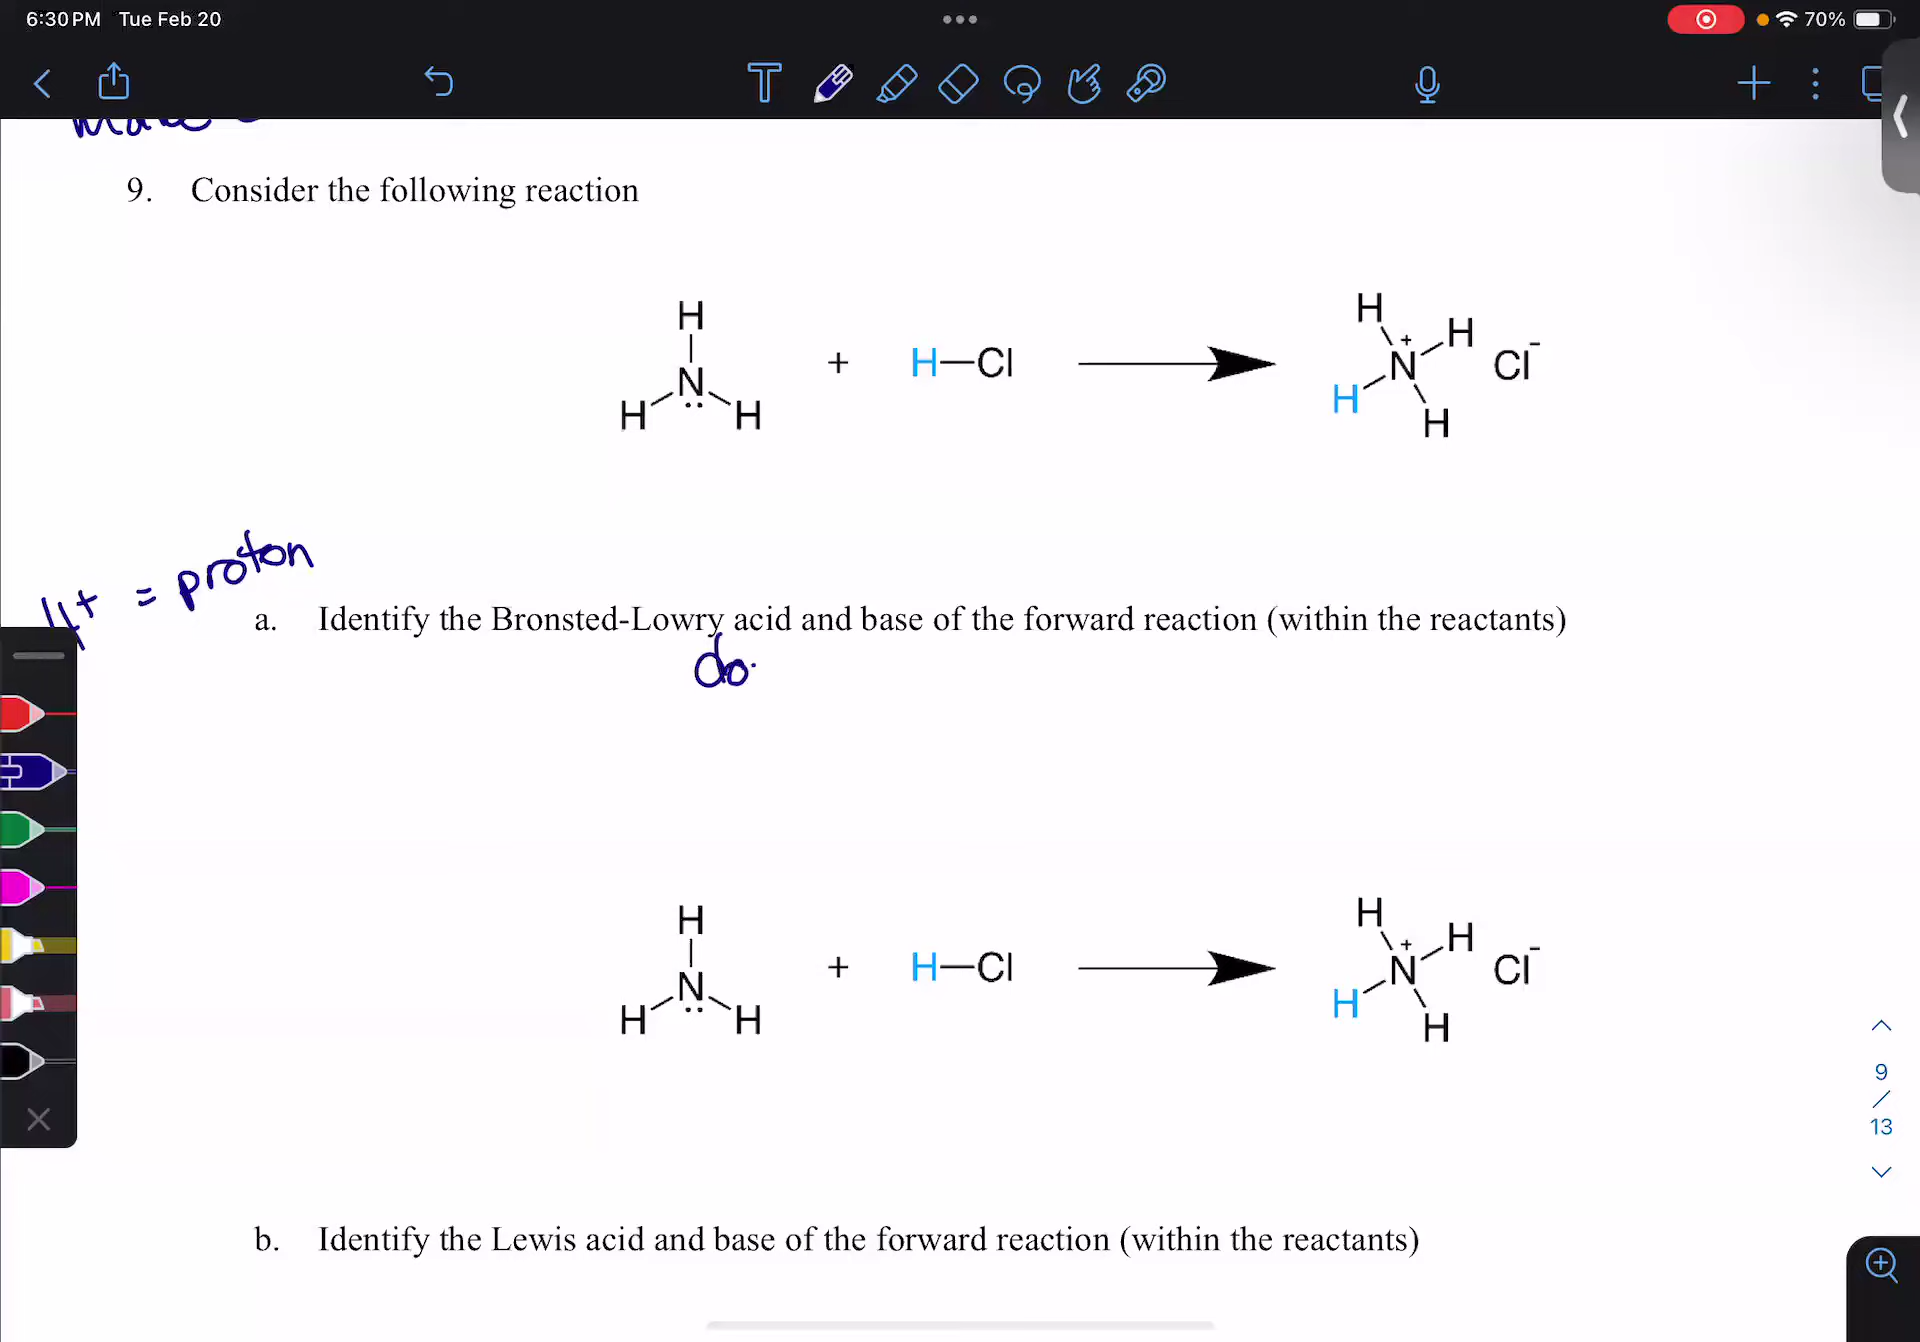 6:30 PM Tue Feb 20
70%
9. Consider the following reaction
H
N
H H
+ H—Cl
H
H
+
N
H
H
Cl-
= proton
a. Identify the Bronsted-Lowry acid and base of the forward reaction (within the reactants)
do
H
N
H H
+ H—Cl
H
H
+
N
H
H
Cl-
9
/
13
b. Identify the Lewis acid and base of the forward reaction (within the reactants)